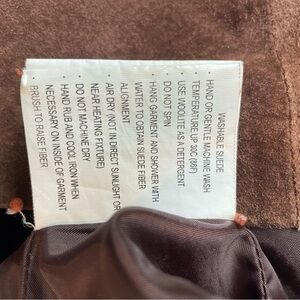 WASHABLE SUEDE
HAND OR GENTLE MACHINE WASH
TEMPERATURE UP 30C (86F)
USE WOOLITE AS A DETERGENT
DO NOT SPIN
· HANG GARMENT AND SHOWER WITH
WATER TO OBTAIN SUEDE FIBER
ALIGNMENT
· AIR DRY (NOT IN DIRECT SUNLIGHT OR
NEAR HEATING FIXTURES)
· DO NOT MACHINE DRY
· HAND RUB AND COOL IRON WHEN
NECESSARY ON INSIDE OF GARMENT
· BRUSH TO RAISE FIBER